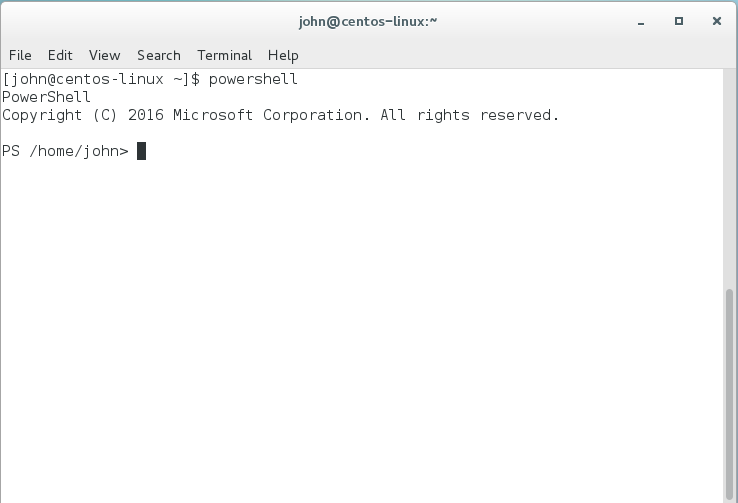 john@centos-linux:~
File Edit View Search Terminal Help
[john@centos-linux ~]$ powershell
PowerShell
Copyright (C) 2016 Microsoft Corporation. All rights reserved.
PS /home/john>